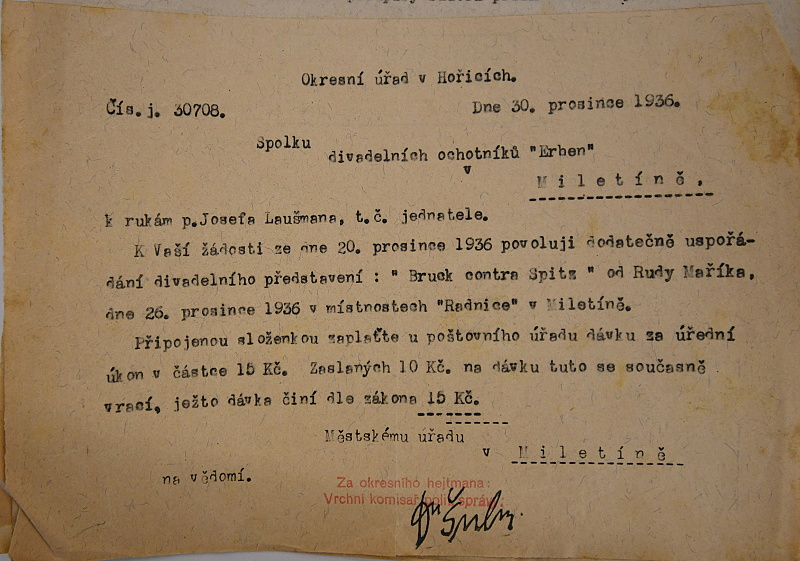 Okresní úřad v Hořicích.
Čís.j. 30708.
Dne 30. prosince 1936.
Spolku
divadelních ochotníků "Erben"
v
Miletíně.
k rukám p.Josefa Laušmana, t.č. jednatele.
K Vaší žádosti ze dne 20. prosince 1936 povoluji dodatečně uspořá-
dání divadelního představení : " Bruck contra Spitz " od Rudy Maříka,
dne 26. prosince 1936 v místnostech "Radnice" v Miletíně.
Připojenou složenkou zaplaťte u poštovního úřadu dávku za úřední
úkon v částce 15 Kč. Zaslaných 10 Kč. na dávku tuto se současně
vrací, ježto dávka činí dle zákona 15 Kč.
Městskému úřadu
v Miletíně
na vědomí.
Za okresního hejtmana:
Vrchní komisař polit. správy: